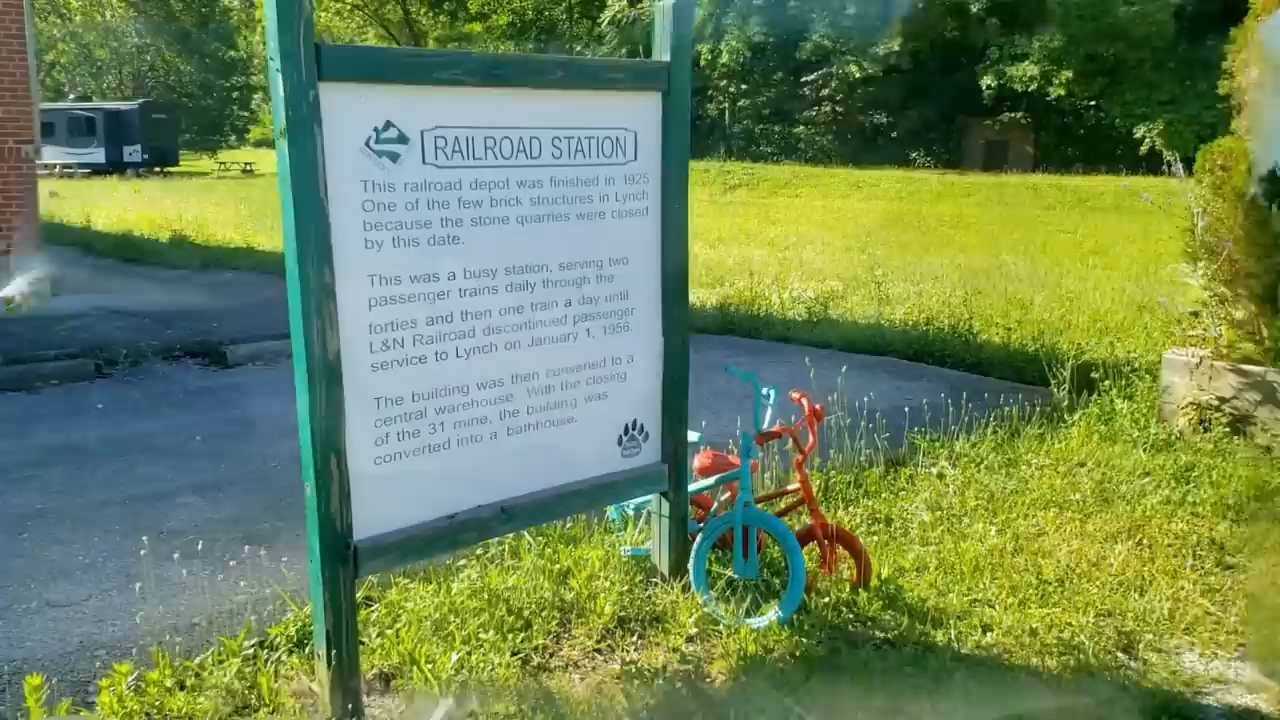 RAILROAD STATION
This railroad depot was finished in 1925
One of the few brick structures in Lynch
because the stone quarries were closed
by this date.
This was a busy station, serving two
passenger trains daily through the
forties and then one train a day until
L&N Railroad discontinued passenger
service to Lynch on January 1, 1956.
The building was then converted to a
central warehouse. With the closing
of the 31 mine, the building was
converted into a bathhouse.